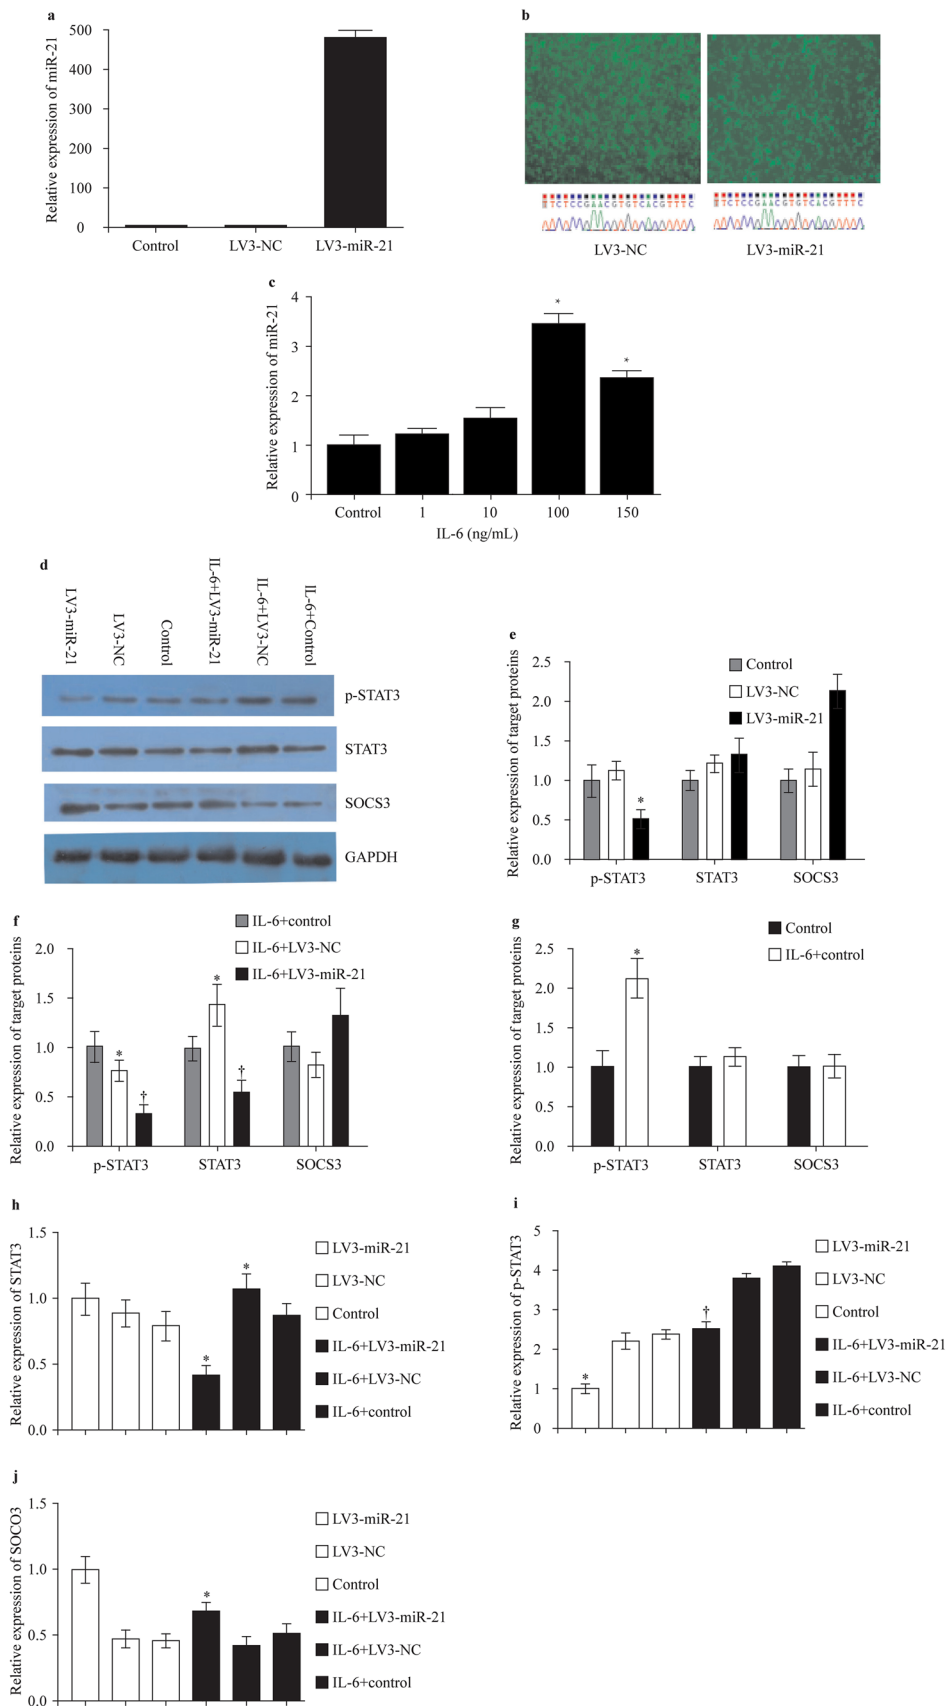 a
Relative expression of miR-21
500
400
300
200
100
0
Control
LV3-NC
LV3-miR-21
b
TTCTCCGAACGTGTCACGTTTC
TTCTCCGAACGTGTCACGTTTC
LV3-NC
LV3-miR-21
c
Relative expression of miR-21
4
3
2
1
0
*
*
Control
1
10
100
150
IL-6 (ng/mL)
d
LV3-miR-21
LV3-NC
Control
IL-6+LV3-miR-21
IL-6+LV3-NC
IL-6+Control
p-STAT3
STAT3
SOCS3
GAPDH
e
Relative expression of target proteins
2.5
2.0
1.5
1.0
0.5
0.0
Control
LV3-NC
LV3-miR-21
*
p-STAT3
STAT3
SOCS3
f
Relative expression of target proteins
2.0
1.5
1.0
0.5
0.0
IL-6+control
IL-6+LV3-NC
IL-6+LV3-miR-21
*
†
*
†
p-STAT3
STAT3
SOCS3
g
Relative expression of target proteins
2.5
2.0
1.5
1.0
0.5
0.0
Control
IL-6+control
*
p-STAT3
STAT3
SOCS3
h
Relative expression of STAT3
1.5
1.0
0.5
0.0
*
*
LV3-miR-21
LV3-NC
Control
IL-6+LV3-miR-21
IL-6+LV3-NC
IL-6+control
i
Relative expression of p-STAT3
5
4
3
2
1
0
*
†
LV3-miR-21
LV3-NC
Control
IL-6+LV3-miR-21
IL-6+LV3-NC
IL-6+control
j
Relative expression of SOCO3
1.5
1.0
0.5
0.0
*
LV3-miR-21
LV3-NC
Control
IL-6+LV3-miR-21
IL-6+LV3-NC
IL-6+control